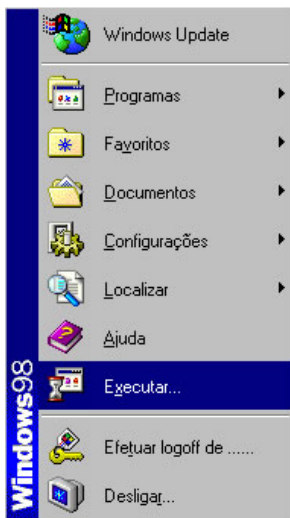 Windows Update
Programas
Favoritos
Documentos
Configurações
Localizar
Ajuda
Executar...
Efetuar logoff de ......
Desligar...
Windows98